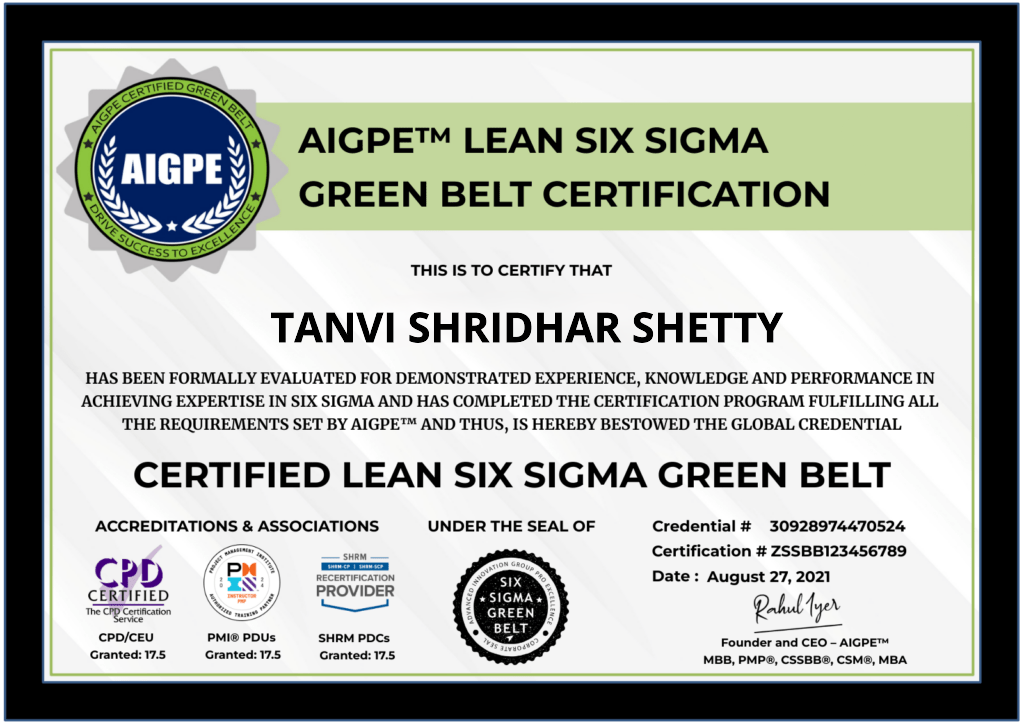 AIGPE CERTIFIED GREEN BELT
AIGPE
DRIVE SUCCESS TO EXCELLENCE
AIGPE™ LEAN SIX SIGMA
GREEN BELT CERTIFICATION
THIS IS TO CERTIFY THAT
TANVI SHRIDHAR SHETTY
HAS BEEN FORMALLY EVALUATED FOR DEMONSTRATED EXPERIENCE, KNOWLEDGE AND PERFORMANCE IN
ACHIEVING EXPERTISE IN SIX SIGMA AND HAS COMPLETED THE CERTIFICATION PROGRAM FULFILLING ALL
THE REQUIREMENTS SET BY AIGPE™ AND THUS, IS HEREBY BESTOWED THE GLOBAL CREDENTIAL
CERTIFIED LEAN SIX SIGMA GREEN BELT
ACCREDITATIONS & ASSOCIATIONS
CPD
CERTIFIED
The CPD Certification
Service
CPD/CEU
Granted: 17.5
PROJECT MANAGEMENT INSTITUTE
PM
20 24
INSTRUCTOR
PMP
AUTHORIZED TRAINING PARTNER
PMI® PDUs
Granted: 17.5
SHRM
SHRM-CP | SHRM-SCP
RECERTIFICATION
PROVIDER
SHRM PDCs
Granted: 17.5
UNDER THE SEAL OF
ADVANCED INNOVATION GROUP PRO EXCELLENCE
SIX
SIGMA
GREEN
BELT
CORPORATE SEAL
Credential # 30928974470524
Certification # ZSSBB123456789
Date : August 27, 2021
Rahul Iyer
Founder and CEO – AIGPE™
MBB, PMP®, CSSBB®, CSM®, MBA